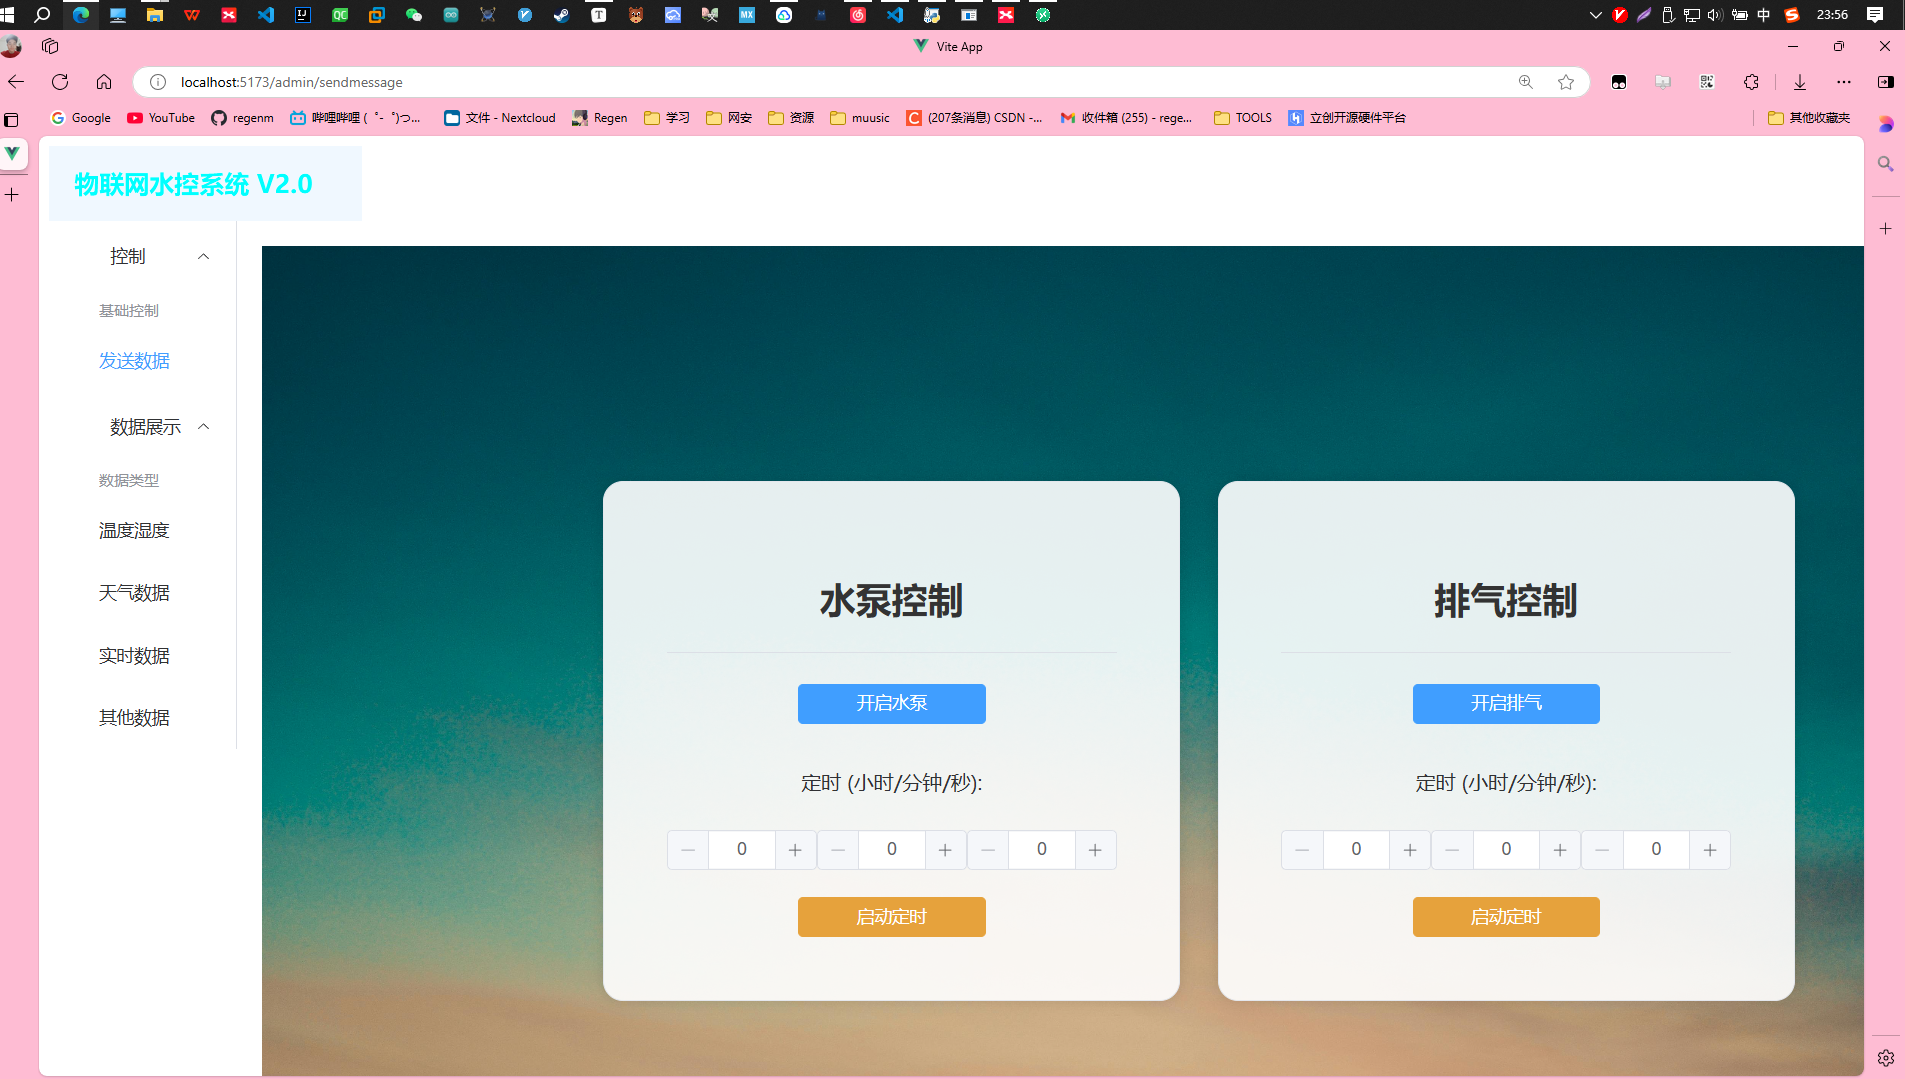 23:56
中
Vite App
localhost:5173/admin/sendmessage
Google
YouTube
regenm
哔哩哔哩 (゜-゜)つ...
文件 - Nextcloud
Regen
学习
网安
资源
muusic
(207条消息) CSDN -...
收件箱 (255) - rege...
TOOLS
立创开源硬件平台
其他收藏夹
物联网水控系统 V2.0
控制
基础控制
发送数据
数据展示
数据类型
温度湿度
天气数据
实时数据
其他数据
水泵控制
开启水泵
定时 (小时/分钟/秒):
0 0 0
启动定时
排气控制
开启排气
定时 (小时/分钟/秒):
0 0 0
启动定时